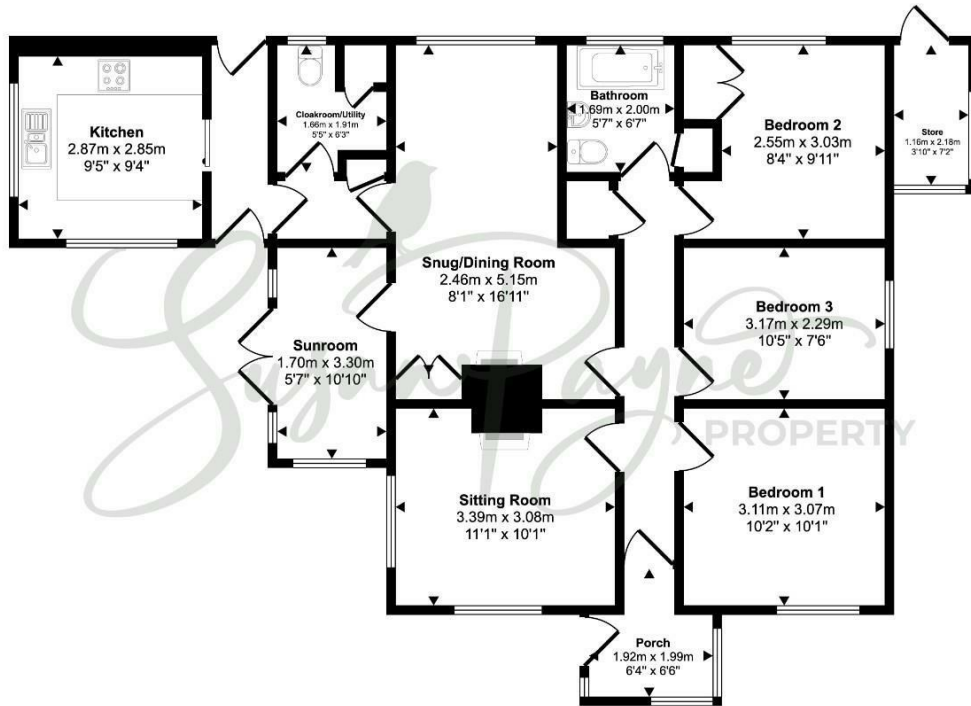 Kitchen
2.87m x 2.85m
9'5" x 9'4"
Cloakroom/Utility
1.66m x 1.91m
5'5" x 6'3"
Bathroom
1.69m x 2.00m
5'7" x 6'7"
Bedroom 2
2.55m x 3.03m
8'4" x 9'11"
Store
1.16m x 2.18m
3'10" x 7'2"
Snug/Dining Room
2.46m x 5.15m
8'1" x 16'11"
Sunroom
1.70m x 3.30m
5'7" x 10'10"
Bedroom 3
3.17m x 2.29m
10'5" x 7'6"
Susan Payne
PROPERTY
Sitting Room
3.39m x 3.08m
11'1" x 10'1"
Bedroom 1
3.11m x 3.07m
10'2" x 10'1"
Porch
1.92m x 1.99m
6'4" x 6'6"